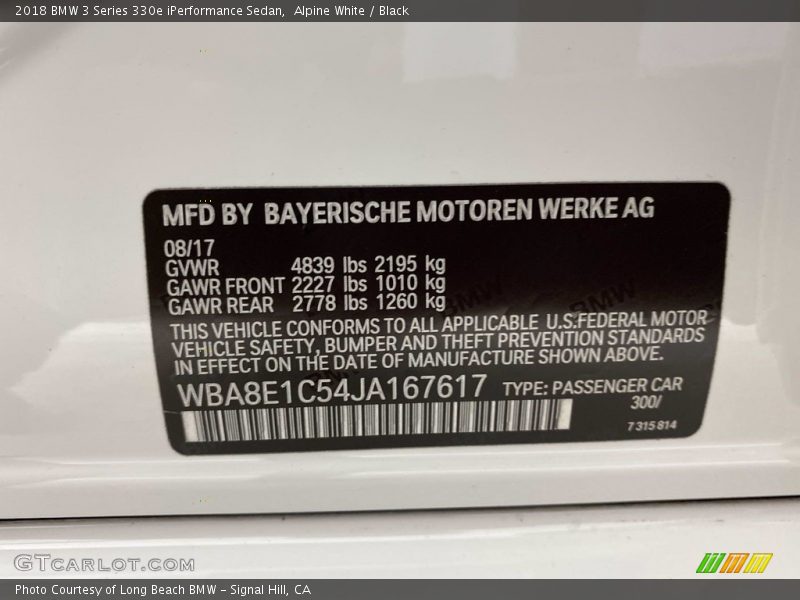 2018 BMW 3 Series 330e iPerformance Sedan, Alpine White / Black
MFD BY BAYERISCHE MOTOREN WERKE AG
08/17
GVWR 4839 lbs 2195 kg
GAWR FRONT 2227 lbs 1010 kg
GAWR REAR 2778 lbs 1260 kg
THIS VEHICLE CONFORMS TO ALL APPLICABLE U.S.FEDERAL MOTOR
VEHICLE SAFETY, BUMPER AND THEFT PREVENTION STANDARDS
IN EFFECT ON THE DATE OF MANUFACTURE SHOWN ABOVE.
WBA8E1C54JA167617 TYPE: PASSENGER CAR
300/
7 315 814
GTCARLOT.COM
Photo Courtesy of Long Beach BMW - Signal Hill, CA